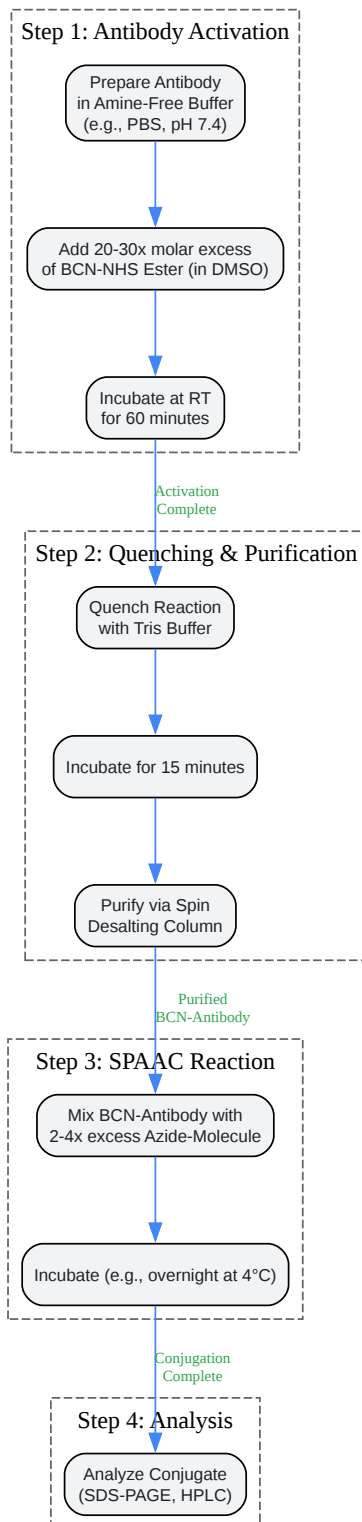 Step 1: Antibody Activation
Prepare Antibody
in Amine-Free Buffer
(e.g., PBS, pH 7.4)
Add 20-30x molar excess
of BCN-NHS Ester (in DMSO)
Incubate at RT
for 60 minutes
Activation
Complete
Step 2: Quenching & Purification
Quench Reaction
with Tris Buffer
Incubate for 15 minutes
Purify via Spin
Desalting Column
Purified
BCN-Antibody
Step 3: SPAAC Reaction
Mix BCN-Antibody with
2-4x excess Azide-Molecule
Incubate (e.g., overnight at 4°C)
Conjugation
Complete
Step 4: Analysis
Analyze Conjugate
(SDS-PAGE, HPLC)